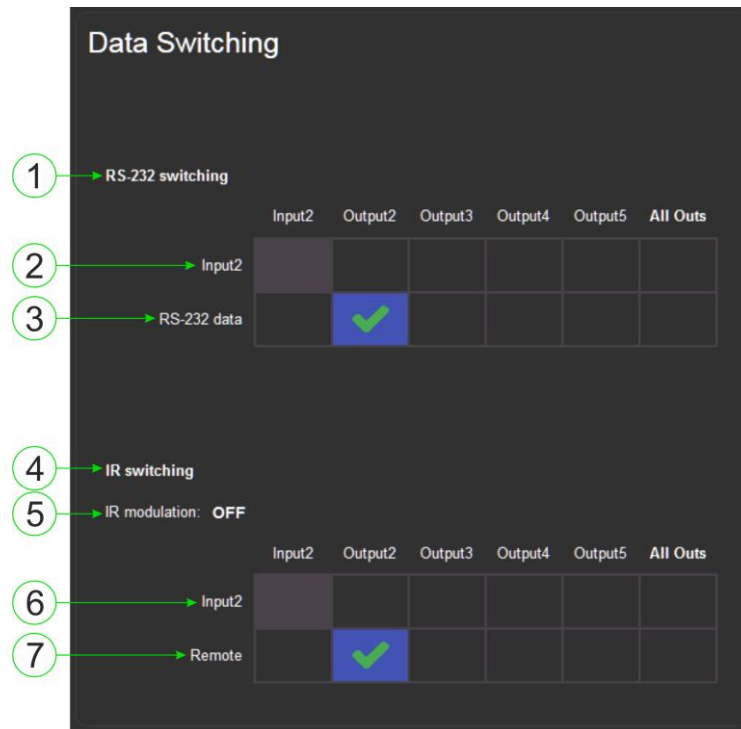 Data Switching
1 RS-232 switching
Input2 Output2 Output3 Output4 Output5 All Outs
2 Input2
3 RS-232 data
4 IR switching
5 IR modulation: OFF
Input2 Output2 Output3 Output4 Output5 All Outs
6 Input2
7 Remote